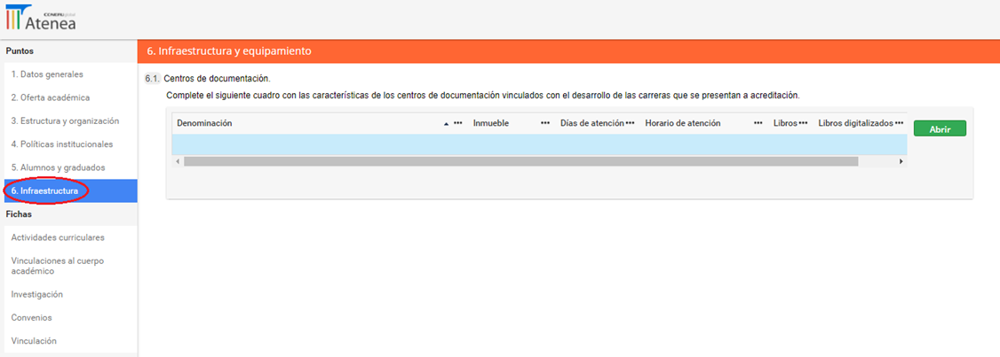 CONEAU global
Atenea
Puntos
1. Datos generales
2. Oferta académica
3. Estructura y organización
4. Políticas institucionales
5. Alumnos y graduados
6. Infraestructura
Fichas
Actividades curriculares
Vinculaciones al cuerpo
académico
Investigación
Convenios
Vinculación
6. Infraestructura y equipamiento
6.1. Centros de documentación.
Complete el siguiente cuadro con las características de los centros de documentación vinculados con el desarrollo de las carreras que se presentan a acreditación.
Denominación ▲ ••• Inmueble ••• Días de atención ••• Horario de atención ••• Libros ••• Libros digitalizados •••
Abrir